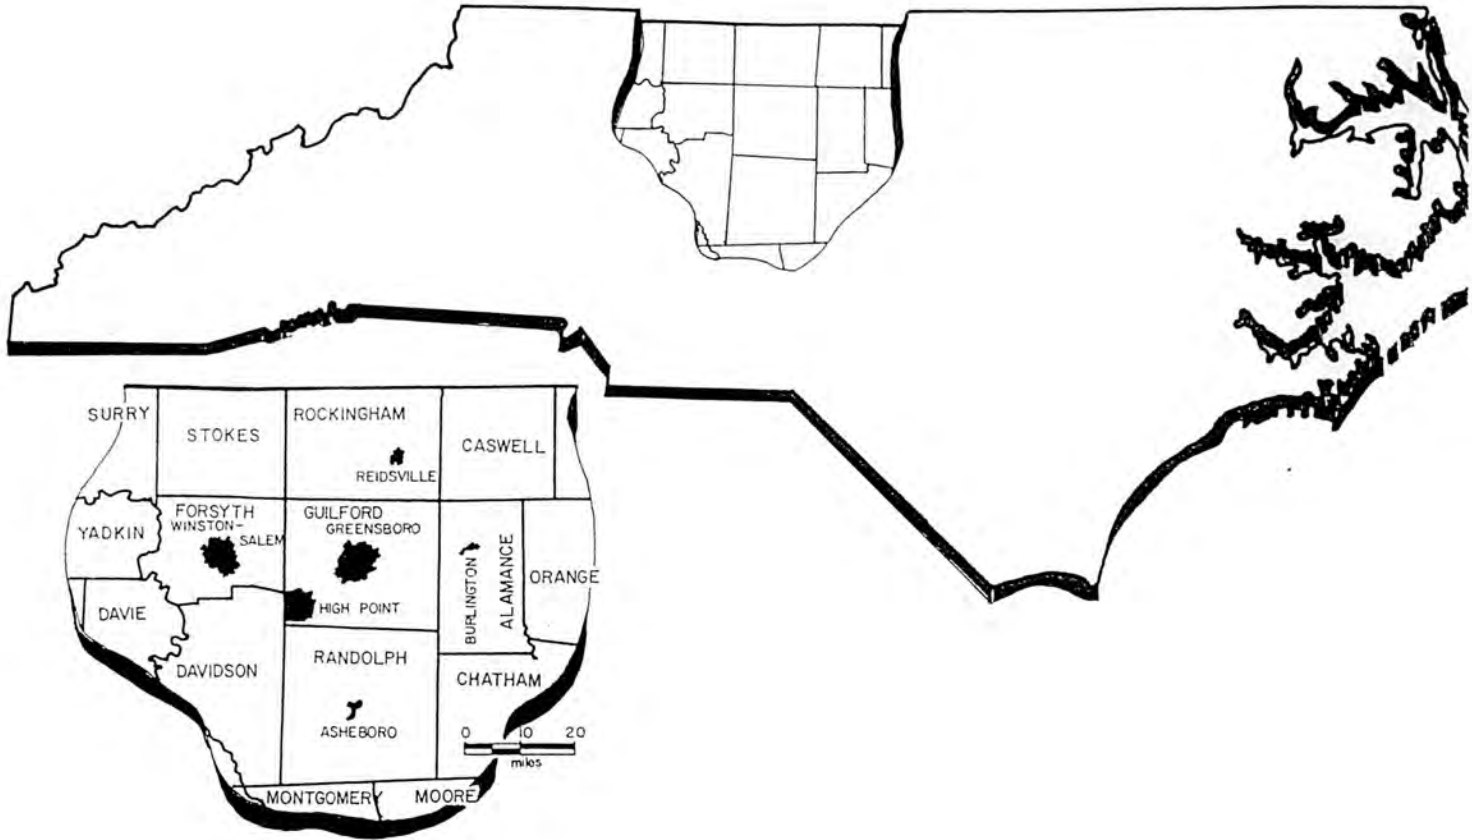 SURRY
STOKES
ROCKINGHAM
REIDSVILLE
CASWELL
YADKIN
FORSYTH
WINSTON-
SALEM
GUILFORD
GREENSBORO
BURLINGTON
ALAMANCE
ORANGE
DAVIE
HIGH POINT
DAVIDSON
RANDOLPH
CHATHAM
ASHEBORO
0 10 20
miles
MONTGOMERY
MOORE